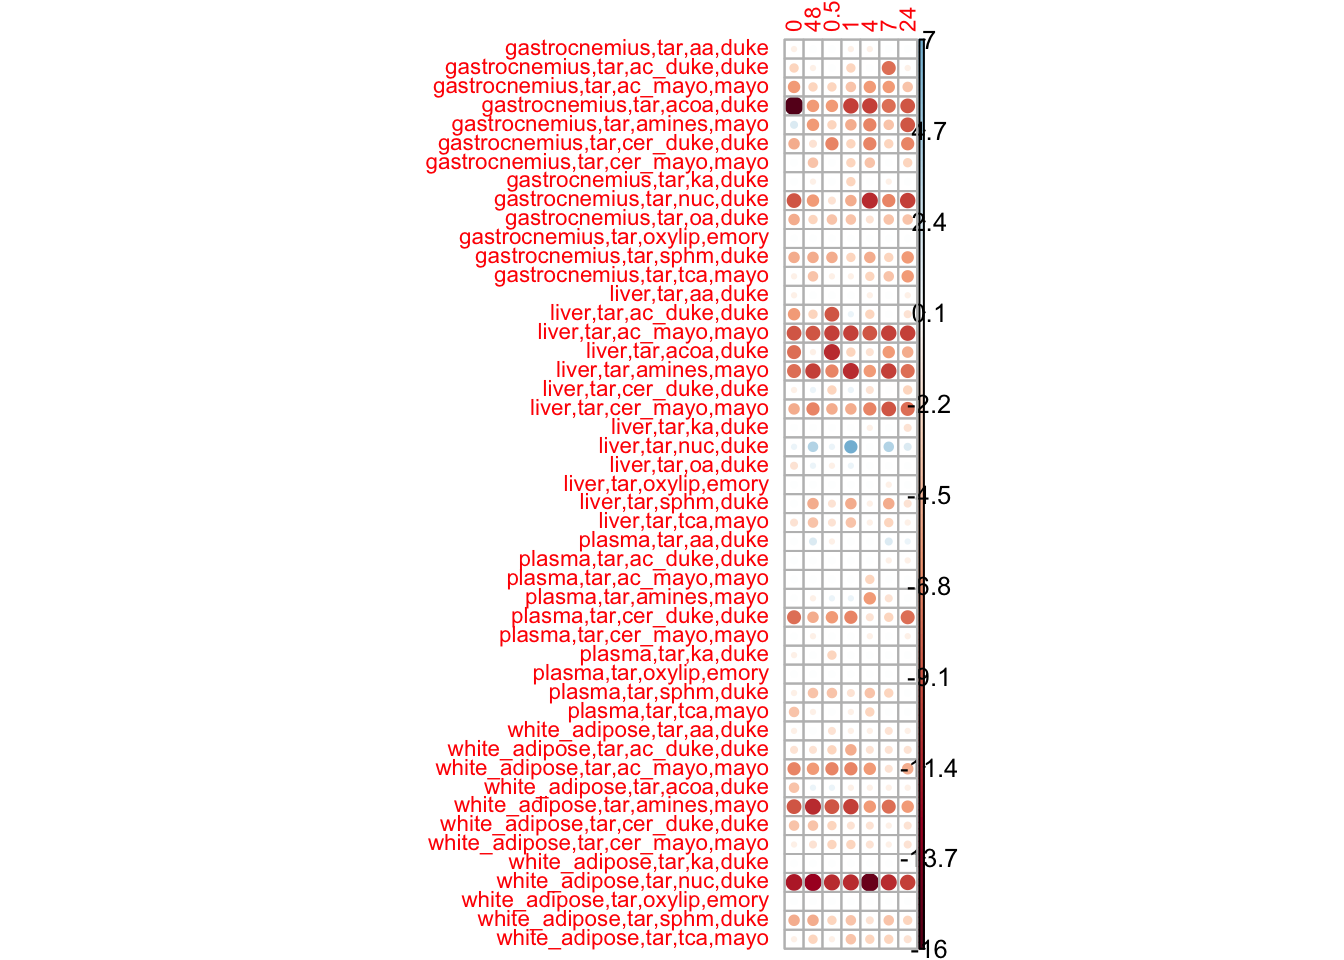 0 48 0.5 1 4 7 24
gastrocnemius,tar,aa,duke
gastrocnemius,tar,ac_duke,duke
gastrocnemius,tar,ac_mayo,mayo
gastrocnemius,tar,acoa,duke
gastrocnemius,tar,amines,mayo
gastrocnemius,tar,cer_duke,duke
gastrocnemius,tar,cer_mayo,mayo
gastrocnemius,tar,ka,duke
gastrocnemius,tar,nuc,duke
gastrocnemius,tar,oa,duke
gastrocnemius,tar,oxylip,emory
gastrocnemius,tar,sphm,duke
gastrocnemius,tar,tca,mayo
liver,tar,aa,duke
liver,tar,ac_duke,duke
liver,tar,ac_mayo,mayo
liver,tar,acoa,duke
liver,tar,amines,mayo
liver,tar,cer_duke,duke
liver,tar,cer_mayo,mayo
liver,tar,ka,duke
liver,tar,nuc,duke
liver,tar,oa,duke
liver,tar,oxylip,emory
liver,tar,sphm,duke
liver,tar,tca,mayo
plasma,tar,aa,duke
plasma,tar,ac_duke,duke
plasma,tar,ac_mayo,mayo
plasma,tar,amines,mayo
plasma,tar,cer_duke,duke
plasma,tar,cer_mayo,mayo
plasma,tar,ka,duke
plasma,tar,oxylip,emory
plasma,tar,sphm,duke
plasma,tar,tca,mayo
white_adipose,tar,aa,duke
white_adipose,tar,ac_duke,duke
white_adipose,tar,ac_mayo,mayo
white_adipose,tar,acoa,duke
white_adipose,tar,amines,mayo
white_adipose,tar,cer_duke,duke
white_adipose,tar,cer_mayo,mayo
white_adipose,tar,ka,duke
white_adipose,tar,nuc,duke
white_adipose,tar,oxylip,emory
white_adipose,tar,sphm,duke
white_adipose,tar,tca,mayo
7
4.7
2.4
0.1
-2.2
-4.5
-6.8
-9.1
-11.4
-13.7
-16